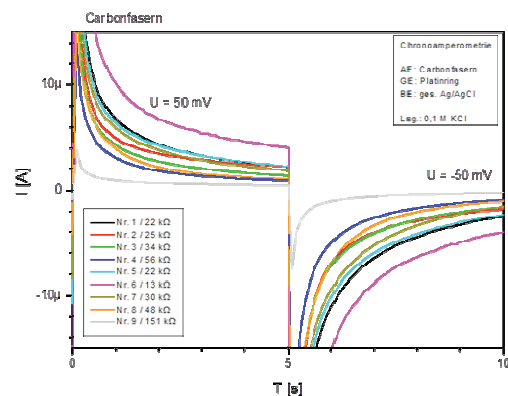 Carbonfasern
Chronoamperometrie
AE: Carbonfasern
GE: Platinring
BE: ges. Ag/AgCl
Lsg.: 0,1 M KCl
U = 50 mV
U = -50 mV
10µ
0
-10µ
I [A]
Nr. 1 / 22 kΩ
Nr. 2 / 25 kΩ
Nr. 3 / 34 kΩ
Nr. 4 / 56 kΩ
Nr. 5 / 22 kΩ
Nr. 6 / 13 kΩ
Nr. 7 / 30 kΩ
Nr. 8 / 48 kΩ
Nr. 9 / 151 kΩ
0
5
10
T [s]